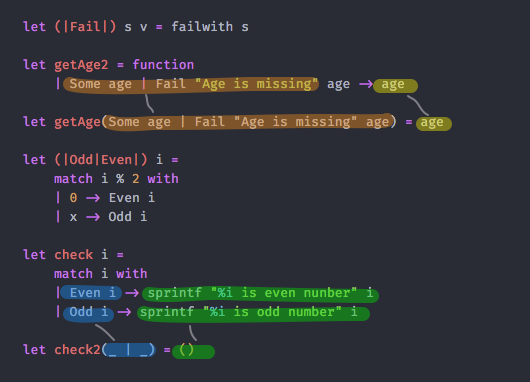 let (|Fail|) s v = failwith s
let getAge2 = function
| Some age | Fail "Age is missing" age → age
let getAge(Some age | Fail "Age is missing" age) = age
let (|Odd|Even|) i =
match i % 2 with
| 0 → Even i
| x → Odd i
let check i =
match i with
| Even i → sprintf "%i is even nunber" i
| Odd i → sprintf "%i is odd number" i
let check2(_ | _) = ()